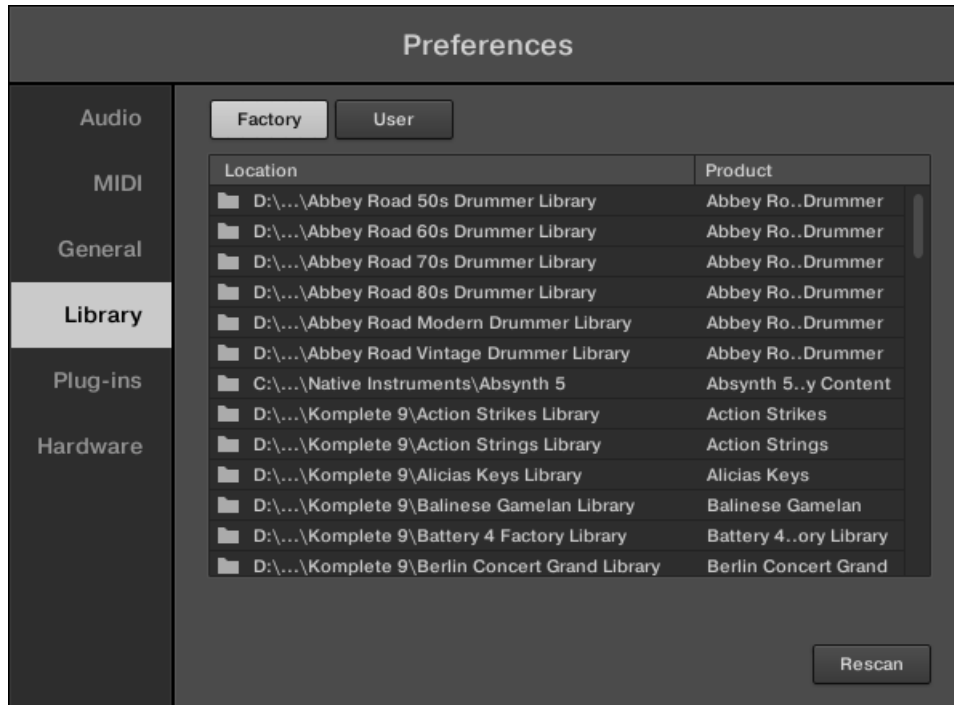 Preferences
Audio
MIDI
General
Library
Plug-ins
Hardware
Factory User
Location Product
D:\...\Abbey Road 50s Drummer Library Abbey Ro..Drummer
D:\...\Abbey Road 60s Drummer Library Abbey Ro..Drummer
D:\...\Abbey Road 70s Drummer Library Abbey Ro..Drummer
D:\...\Abbey Road 80s Drummer Library Abbey Ro..Drummer
D:\...\Abbey Road Modern Drummer Library Abbey Ro..Drummer
D:\...\Abbey Road Vintage Drummer Library Abbey Ro..Drummer
C:\...\Native Instruments\Absynth 5 Absynth 5..y Content
D:\...\Komplete 9\Action Strikes Library Action Strikes
D:\...\Komplete 9\Action Strings Library Action Strings
D:\...\Komplete 9\Alicias Keys Library Alicias Keys
D:\...\Komplete 9\Balinese Gamelan Library Balinese Gamelan
D:\...\Komplete 9\Battery 4 Factory Library Battery 4..ory Library
D:\...\Komplete 9\Berlin Concert Grand Library Berlin Concert Grand
Rescan